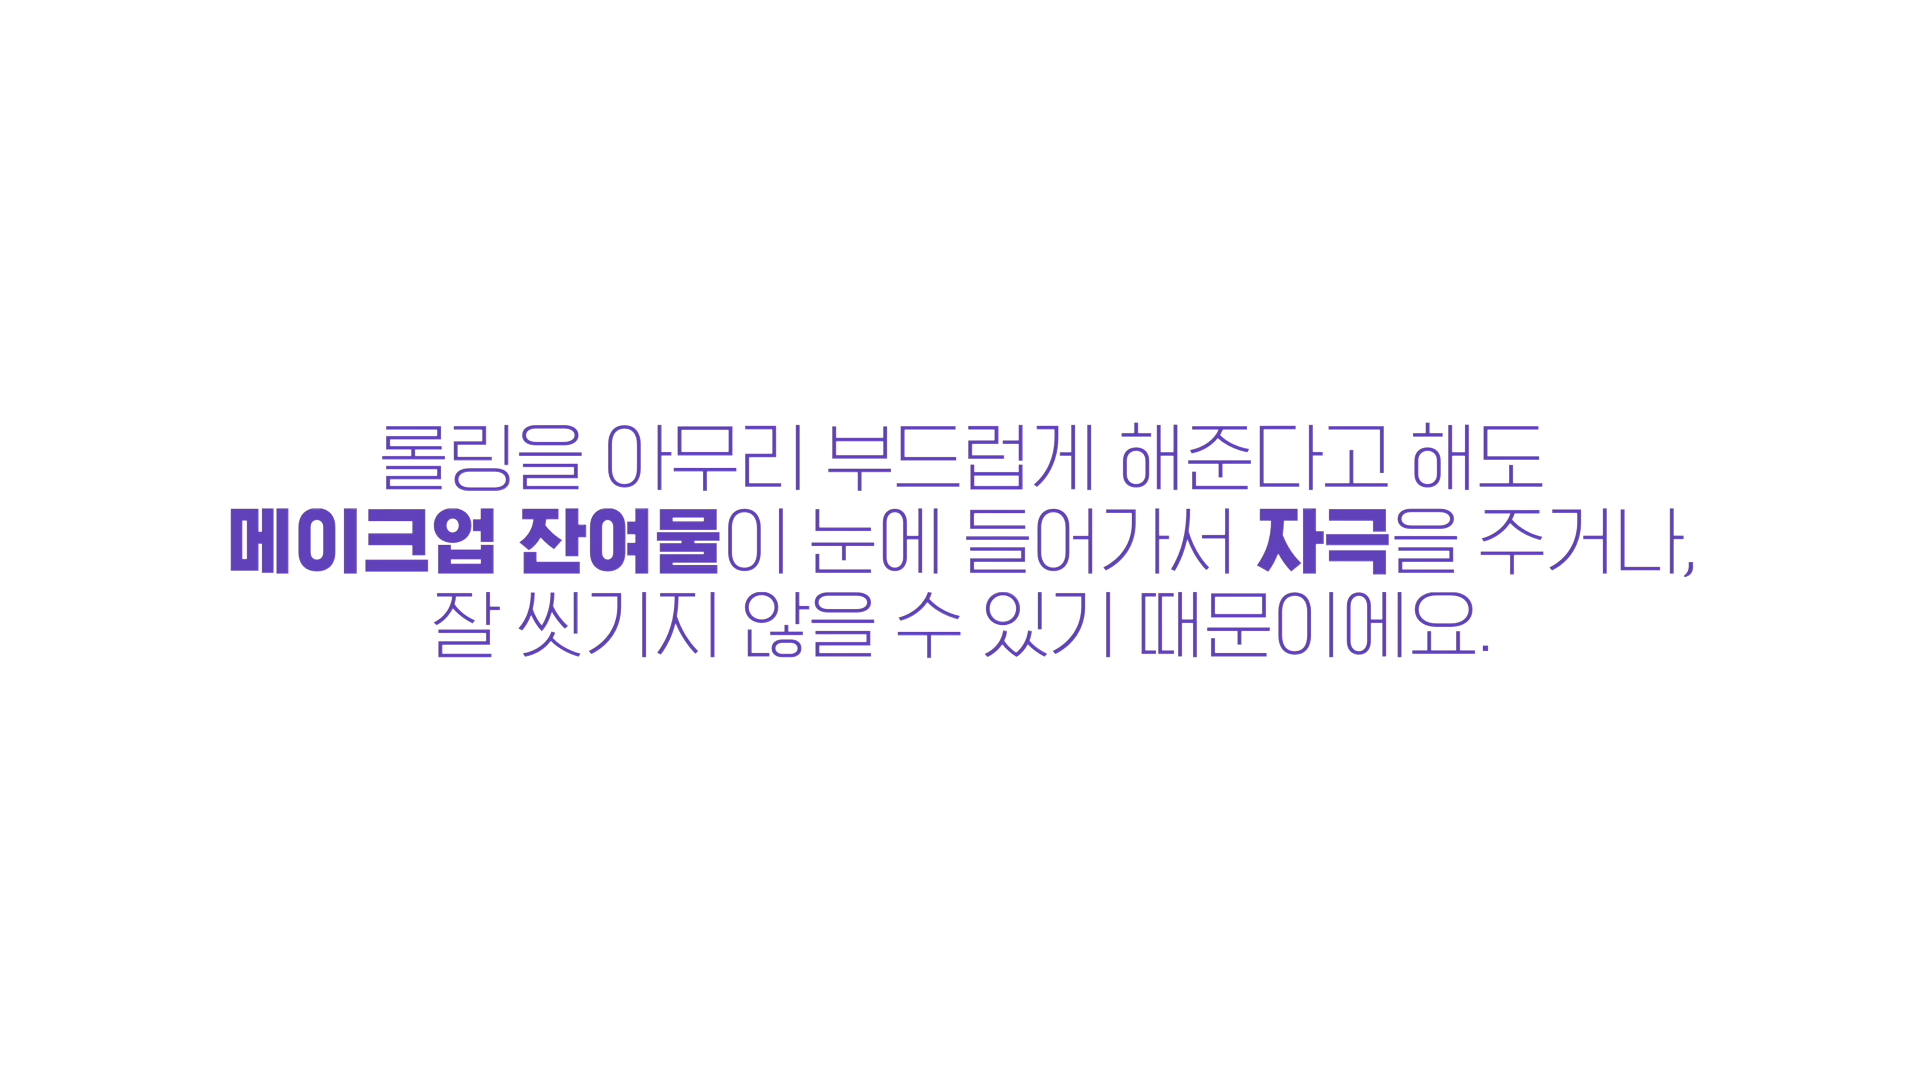 롤링을 아무리 부드럽게 해준다고 해도
메이크업 잔여물이 눈에 들어가서 자극을 주거나,
잘 씻기지 않을 수 있기 때문이에요.